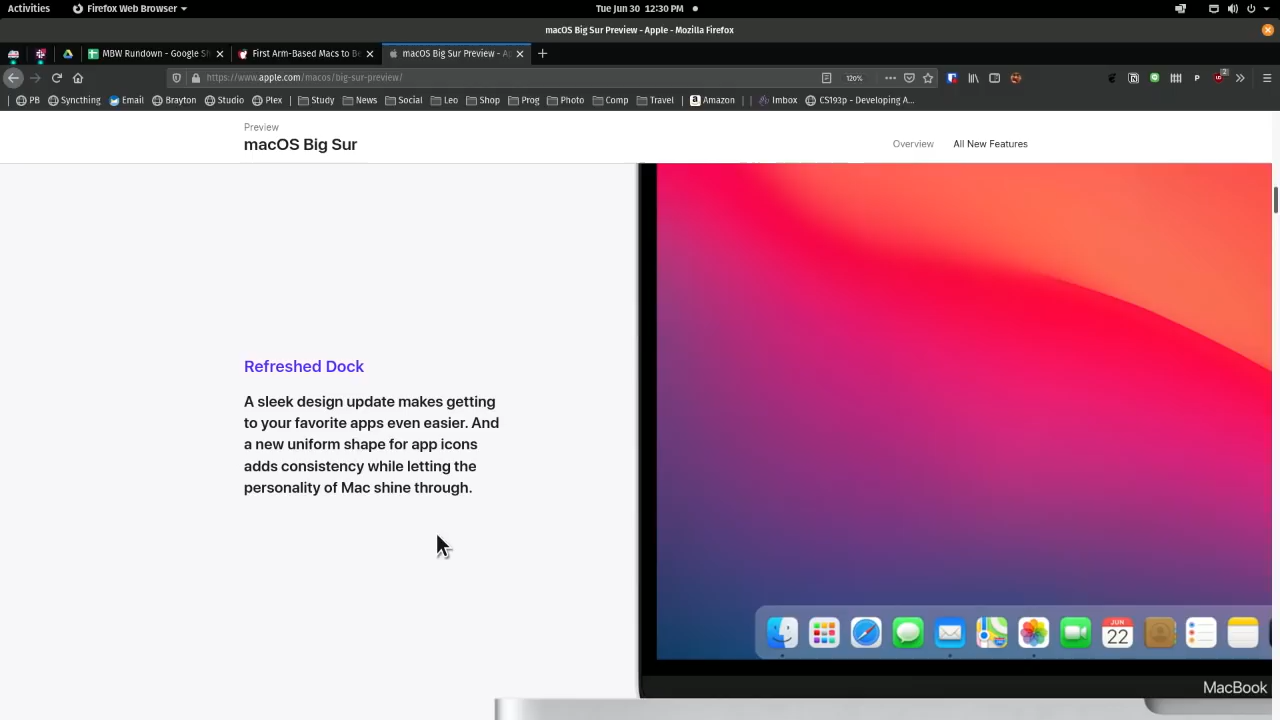 Activities
Firefox Web Browser
Tue Jun 30 12:30 PM
macOS Big Sur Preview - Apple - Mozilla Firefox
MBW Rundown - Google Sh
First Arm-Based Macs to Be
macOS Big Sur Preview - Ap
https://www.apple.com/macos/big-sur-preview/
120%
P
2
PB
Syncthing
Email
Brayton
Studio
Plex
Study
News
Social
Leo
Shop
Prog
Photo
Comp
Travel
Amazon
Imbox
CS193p - Developing A...
Preview
macOS Big Sur
Overview
All New Features
Refreshed Dock
A sleek design update makes getting
to your favorite apps even easier. And
a new uniform shape for app icons
adds consistency while letting the
personality of Mac shine through.
JUN
22
MacBook